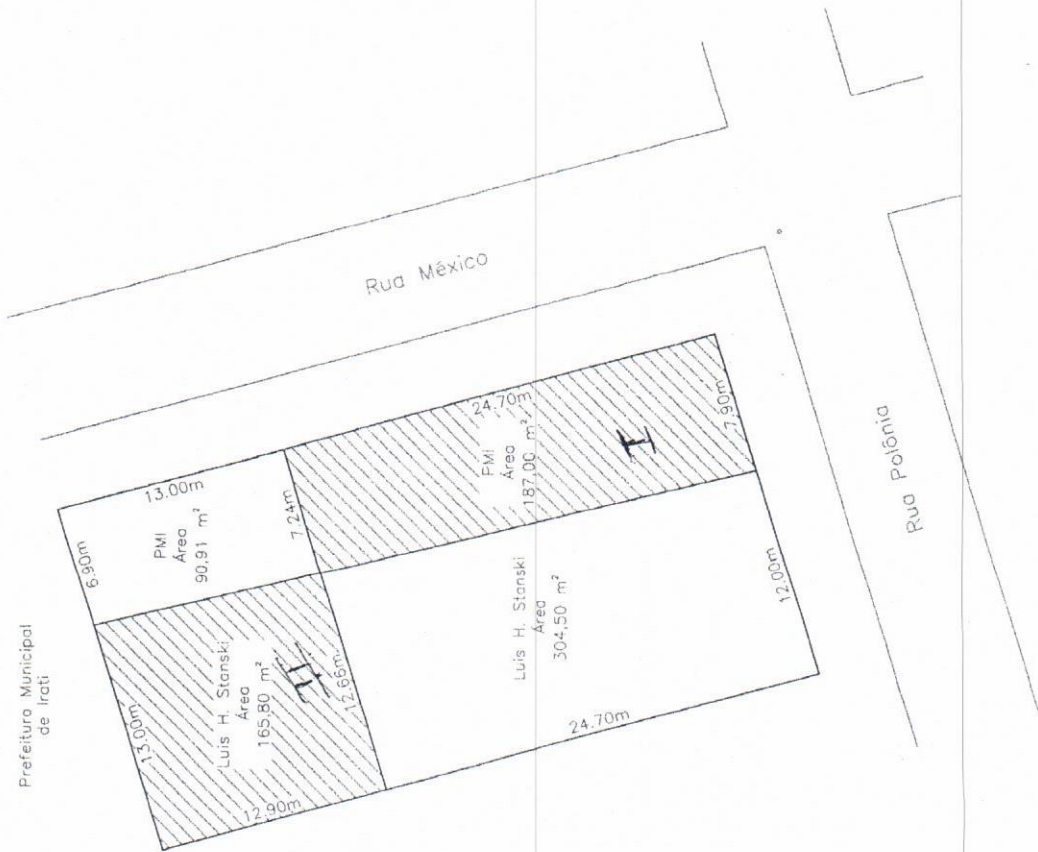 Prefeitura Municipal
de Irati
Rua México
6.90m
13.00m
PMI
Área
90,91 m²
7.24m
24.70m
PMI
Área
187,00 m²
I
7.90m
13.00m
Luis H. Stanski
Área
165,80 m²
II
12.66m
12.90m
Luis H. Stanski
Área
304,50 m²
24.70m
12.00m
Rua Polônia